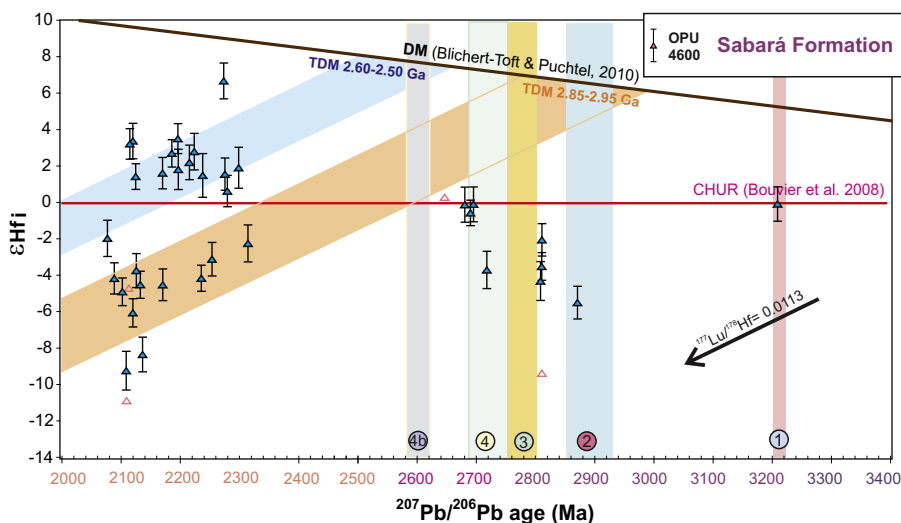 OPU 4600
Sabará Formation
DM (Blichert-Toft & Puchtel, 2010)
TDM 2.60-2.50 Ga
TDM 2.85-2.95 Ga
CHUR (Bouvier et al. 2008)
¹⁷⁷Lu/¹⁷⁸Hf= 0.0113
εHfi
10
8
6
4
2
0
-2
-4
-6
-8
-10
-12
-14
4b
4
3
2
1
2000 2100 2200 2300 2400 2500 2600 2700 2800 2900 3000 3100 3200 3300 3400
²⁰⁷Pb/²⁰⁶Pb age (Ma)